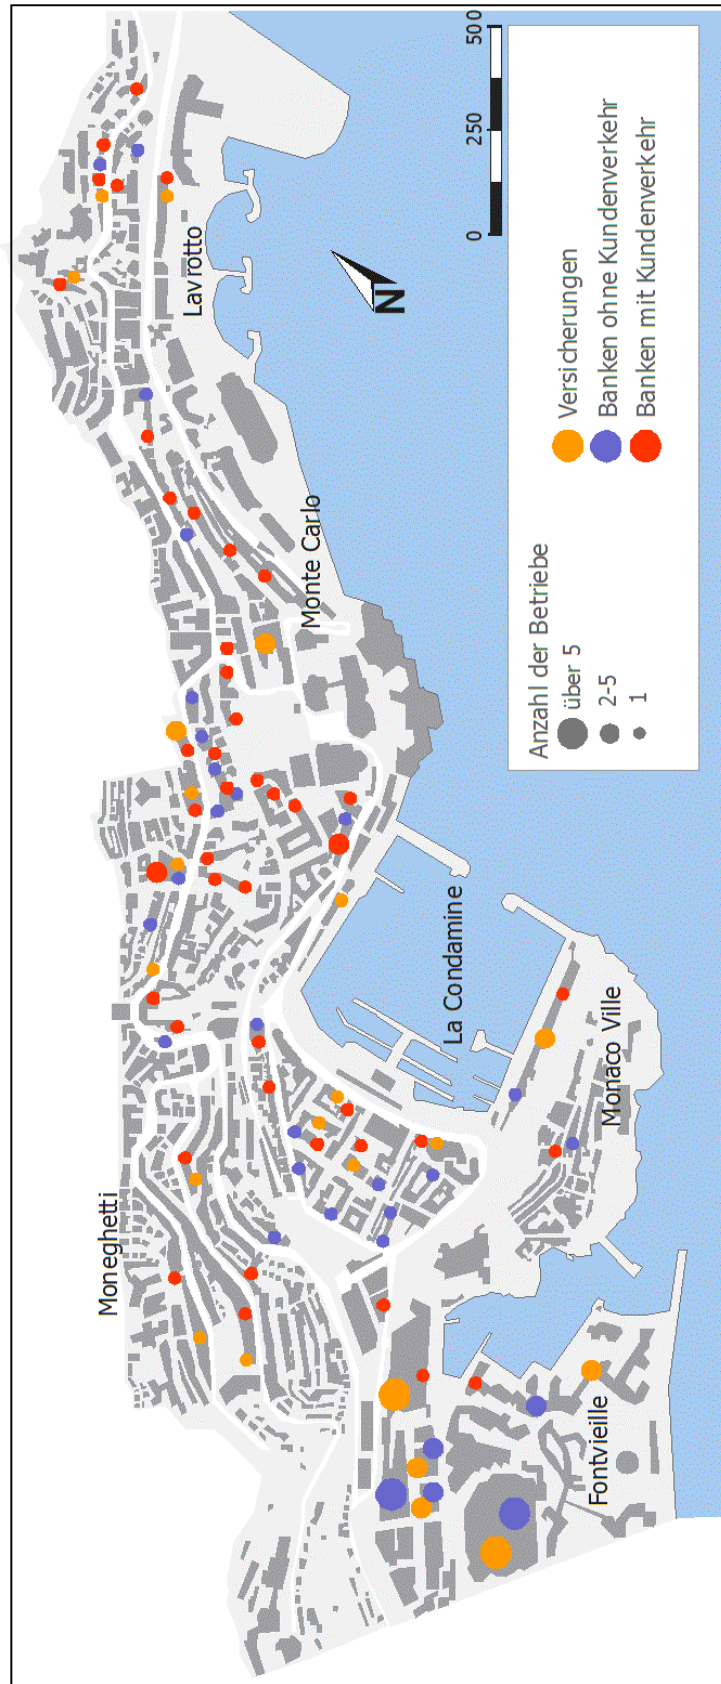 Moneghetti
Fontvieille
Monaco Ville
La Condamine
Monte Carlo
Lavrotto
N
0 250 500
Anzahl der Betriebe
über 5
2-5
1
Versicherungen
Banken ohne Kundenverkehr
Banken mit Kundenverkehr